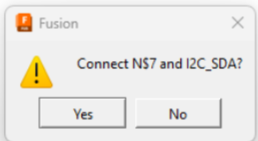 Fusion
Connect N$7 and I2C_SDA?
Yes
No